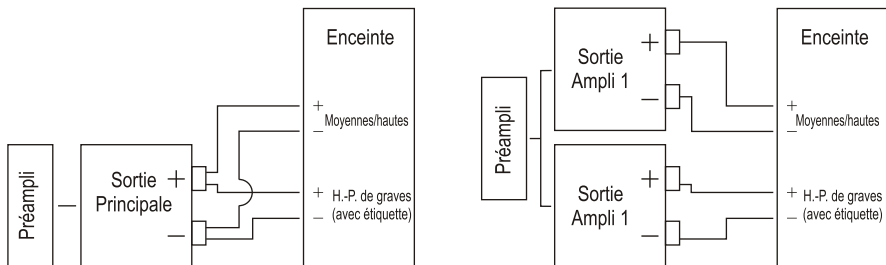 Enceinte
+
Moyennes/hautes
−
Préampli
Sortie
Principale
+
−
+
H.-P. de graves
− (avec étiquette)
Préampli
Sortie
Ampli 1
+
−
Sortie
Ampli 1
+
−
Enceinte
+
Moyennes/hautes
−
+
H.-P. de graves
− (avec étiquette)